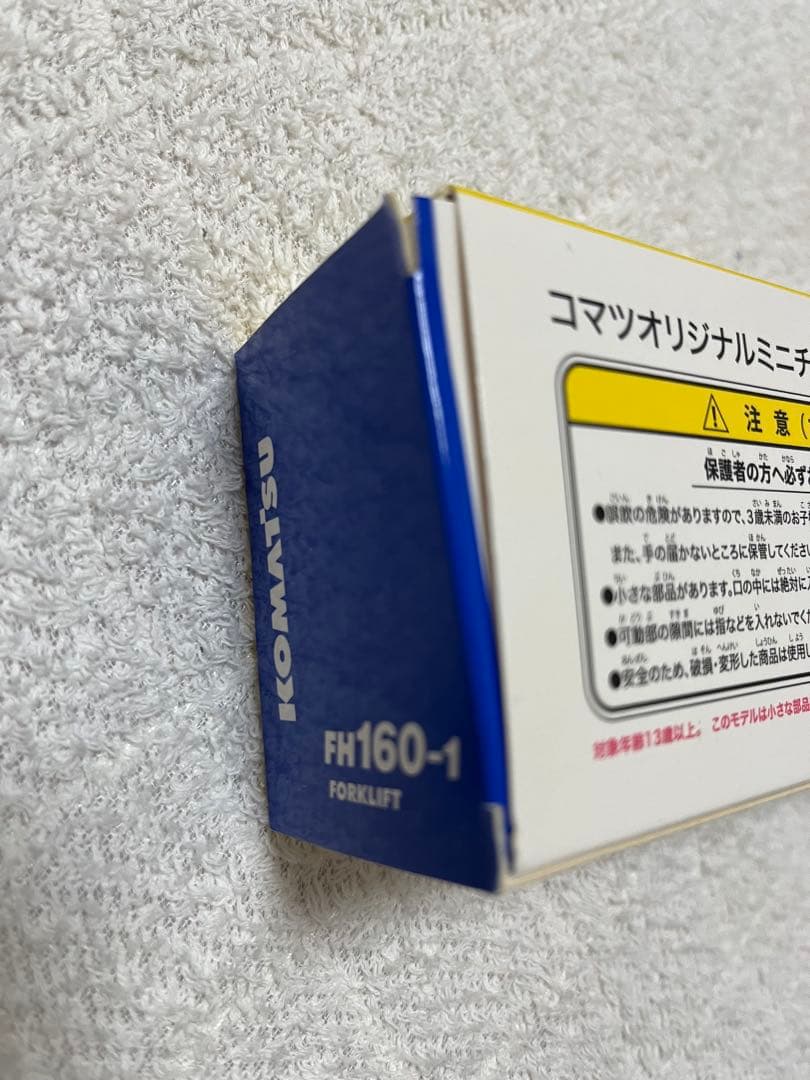 KOMATSU
FH160-1
FORKLIFT
コマツオリジナルミニチ
⚠ 注意
保護者の方へ必ず
●誤飲の危険がありますので、3歳未満のお子
また、手の届かないところに保管してくださ
●小さな部品があります。口の中には絶対に
●可動部の隙間には指などを入れないでくだ
●安全のため、破損・変形した商品は使用し
対象年齢13歳以上。 このモデルは小さな部品